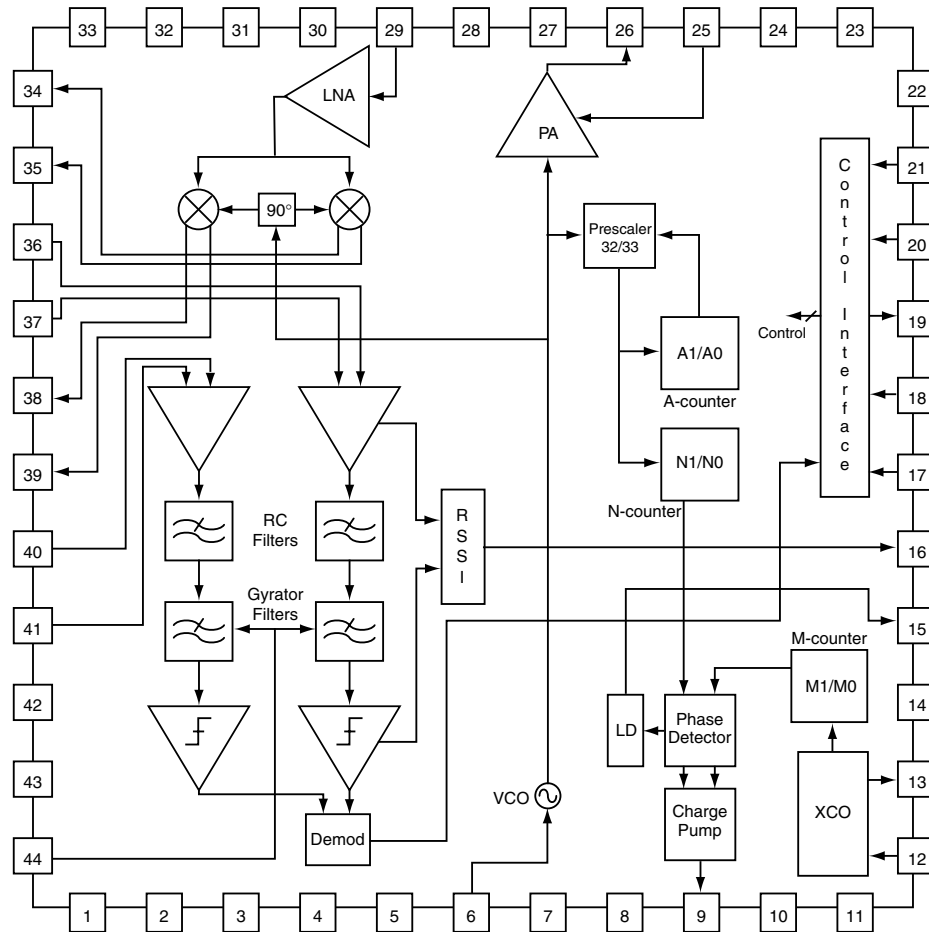 33 32 31 30 29 28 27 26 25 24 23
34
LNA
PA
22
35
21
90°
Prescaler
32/33
Control Interface
36
20
37
Control
19
A1/A0
A-counter
38
18
39
N1/N0
17
N-counter
RC
Filters
RSSI
40
16
Gyrator
Filters
41
15
M-counter
M1/M0
42
14
LD
Phase
Detector
43
13
VCO
Charge
Pump
XCO
Demod
44
12
1 2 3 4 5 6 7 8 9 10 11